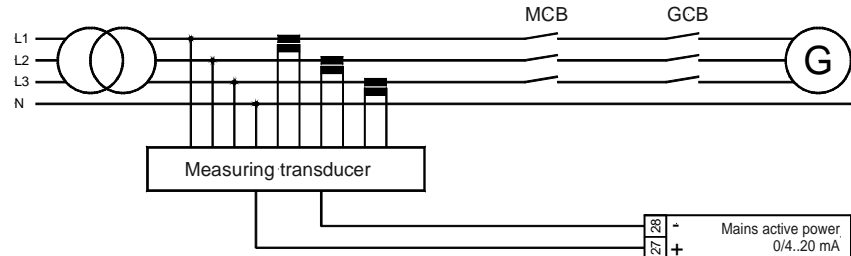 MCB GCB
L1
L2
G
L3
N
Measuring transducer
28 - Mains active power
27 + 0/4..20 mA